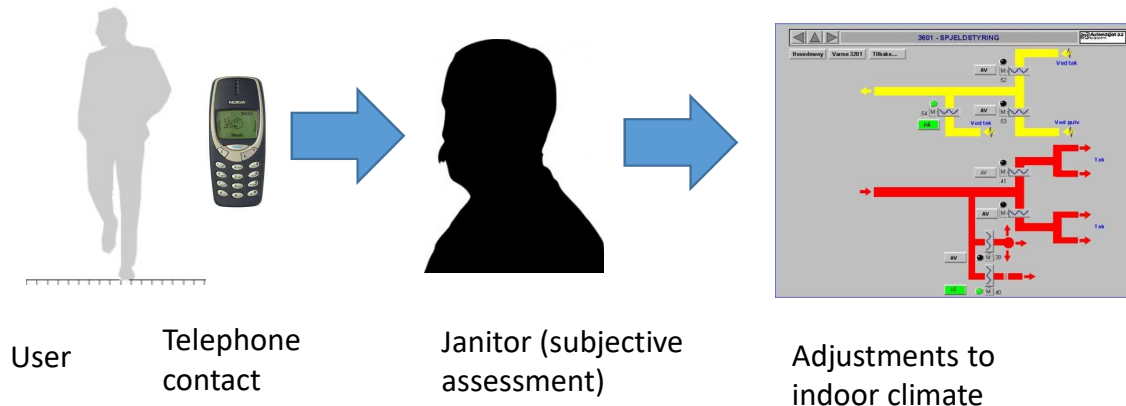 3601 - SPJELDSTYRING
Hovedmeny Varme 3201 Tilbake...
Ved tak
AV M
52
54 M
AV M
53
PÅ
Ved tak
Ved gulv
NOKIA
AV M
41
Tak
AV M
Tak
AV M 39
M 40
User
Telephone
contact
Janitor (subjective
assessment)
Adjustments to
indoor climate